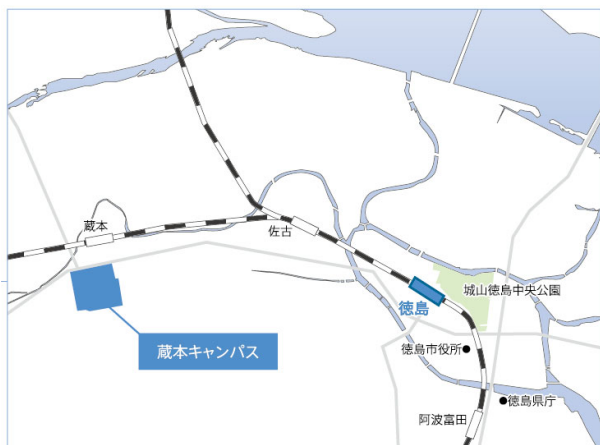 蔵本
佐古
城山徳島中央公園
徳島
徳島市役所
蔵本キャンパス
徳島県庁
阿波富田